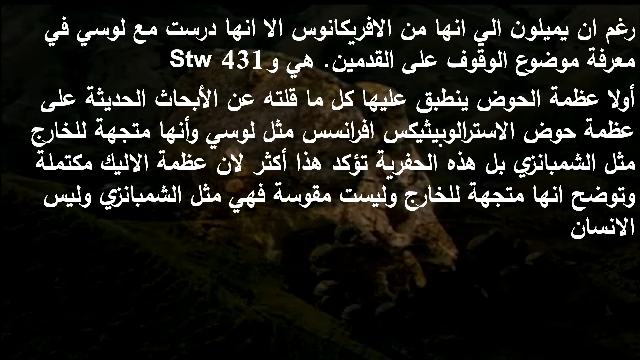 رغم ان يميلون الي انها من الافريكانوس الا انها درست مع لوسي في
معرفة موضوع الوقوف على القدمين. هي و Stw 431
أولا عظمة الحوض ينطبق عليها كل ما قلته عن الأبحاث الحديثة على
عظمة حوض الاسترالوبيثيكس افرانسس مثل لوسي وأنها متجهة للخارج
مثل الشمبانزي بل هذه الحفرية تؤكد هذا أكثر لان عظمة الاليك مكتملة
وتوضح انها متجهة للخارج وليست مقوسة فهي مثل الشمبانزي وليس
الانسان